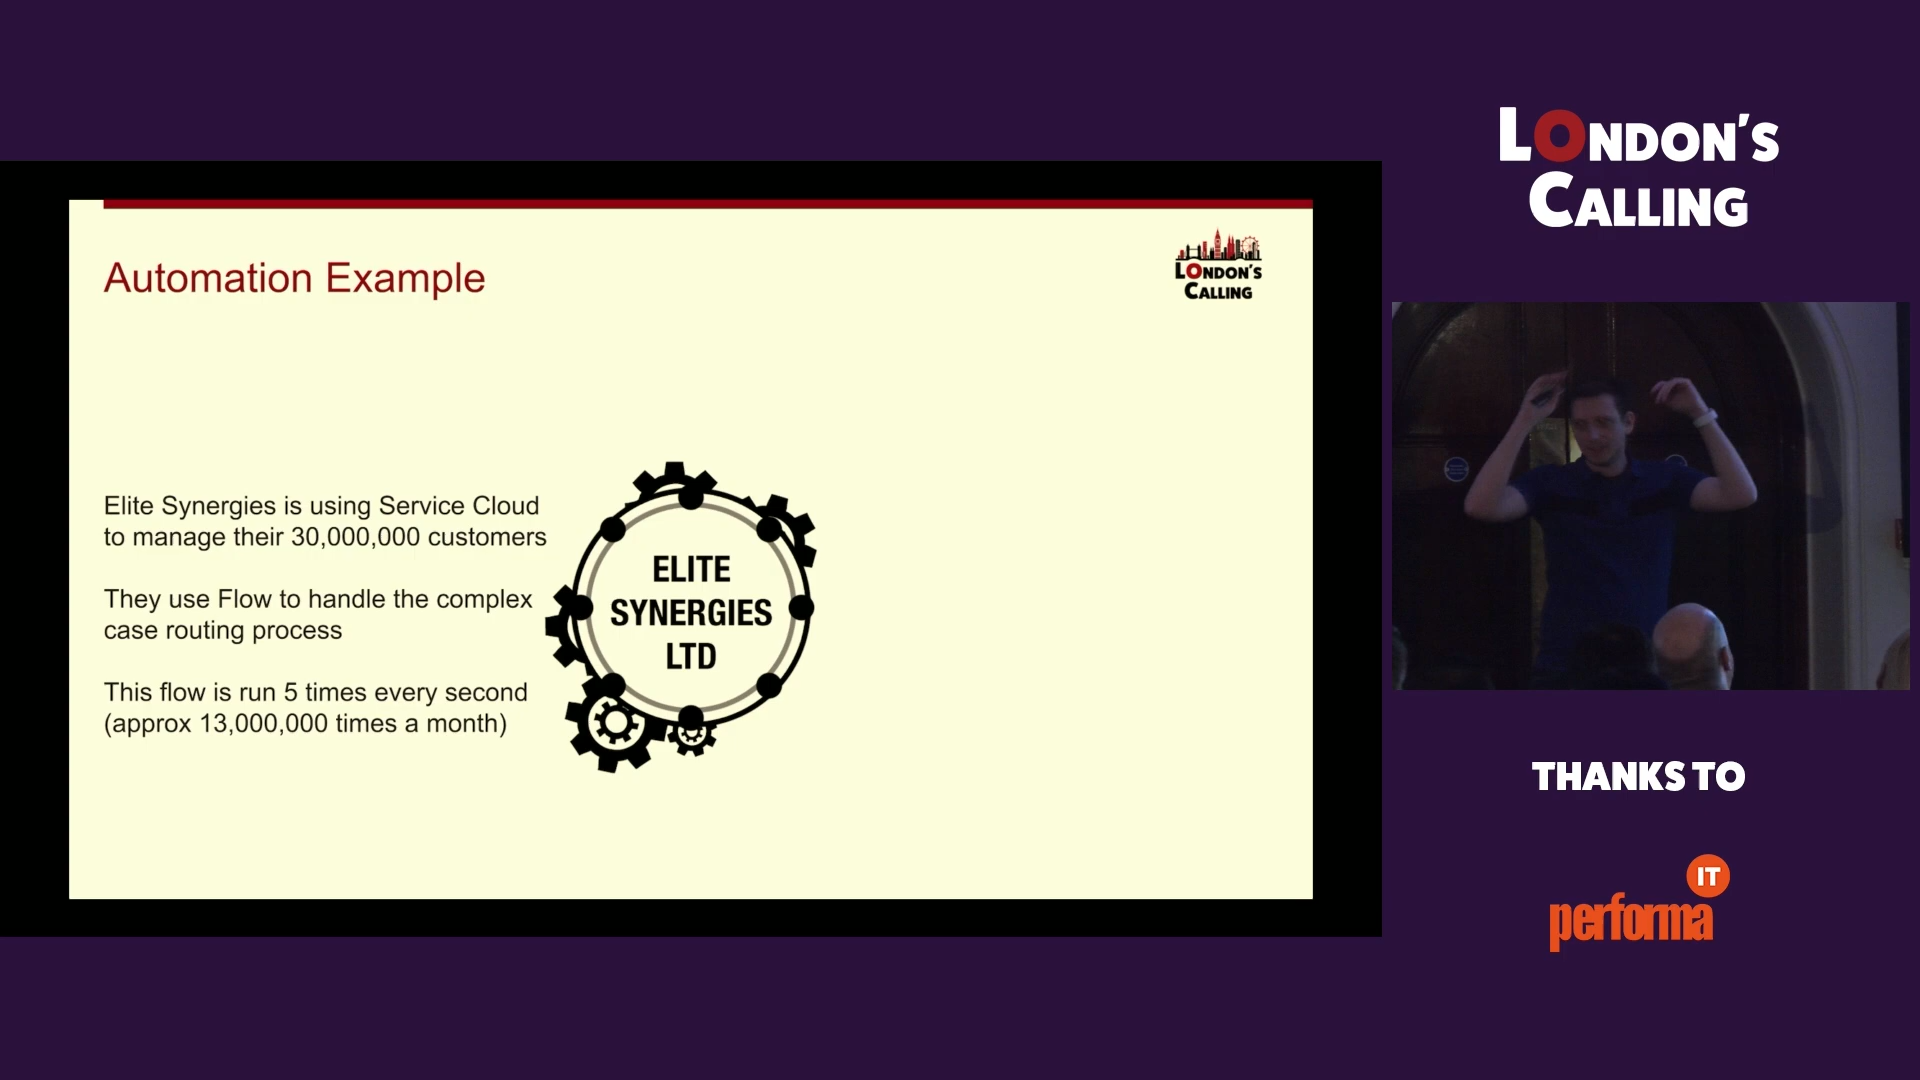 Automation Example
LONDON'S
CALLING
Elite Synergies is using Service Cloud
to manage their 30,000,000 customers
They use Flow to handle the complex
case routing process
This flow is run 5 times every second
(approx 13,000,000 times a month)
ELITE
SYNERGIES
LTD
LONDON'S
CALLING
THANKS TO
IT
performa